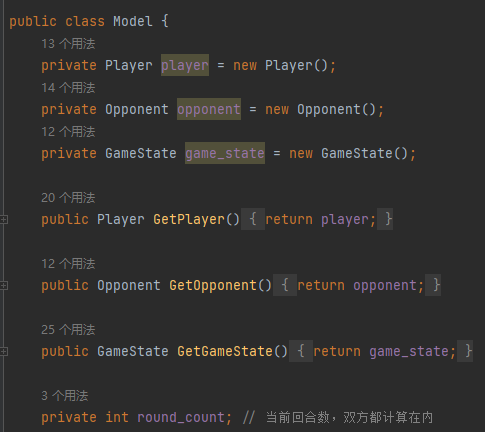 public class Model {
13 个用法
private Player player = new Player();
14 个用法
private Opponent opponent = new Opponent();
12 个用法
private GameState game_state = new GameState();
20 个用法
public Player GetPlayer() { return player; }
12 个用法
public Opponent GetOpponent() { return opponent; }
25 个用法
public GameState GetGameState() { return game_state; }
3 个用法
private int round_count; // 当前回合数，双方都计算在内